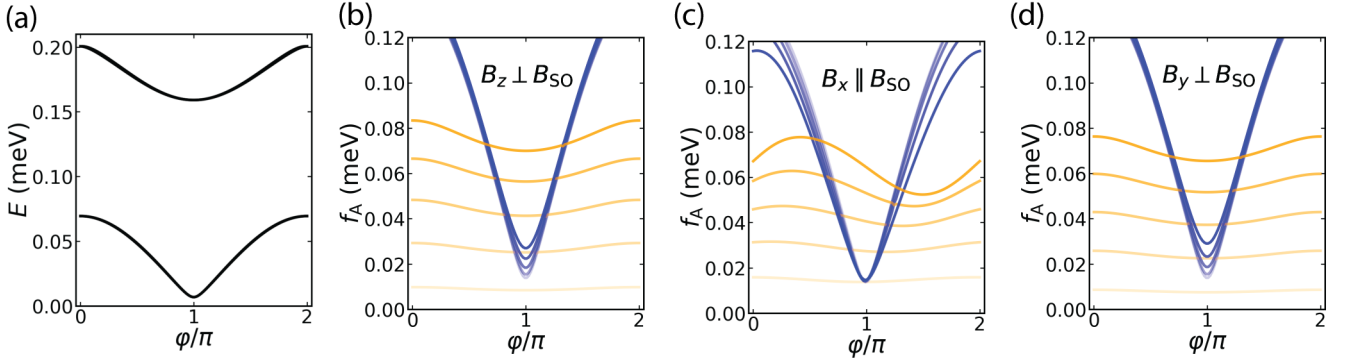 (a)
0.20
0.15
0.10
0.05
0.00
E (meV)
0 1 2
φ/π
(b)
0.12
0.10
0.08
0.06
0.04
0.02
0.00
f_A (meV)
B_z ⊥ B_SO
0 1 2
φ/π
(c)
0.12
0.10
0.08
0.06
0.04
0.02
0.00
f_A (meV)
B_x ∥ B_SO
0 1 2
φ/π
(d)
0.12
0.10
0.08
0.06
0.04
0.02
0.00
f_A (meV)
B_y ⊥ B_SO
0 1 2
φ/π